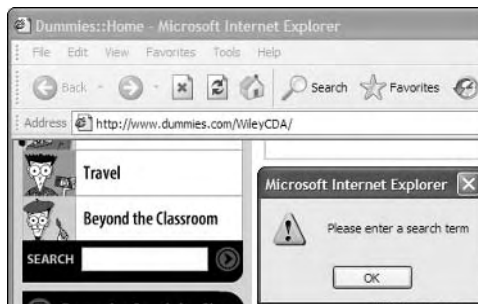 Dummies::Home - Microsoft Internet Explorer
File Edit View Favorites Tools Help
Back Search Favorites
Address http://www.dummies.com/WileyCDA/
Travel
Beyond the Classroom
SEARCH
Microsoft Internet Explorer
Please enter a search term
OK